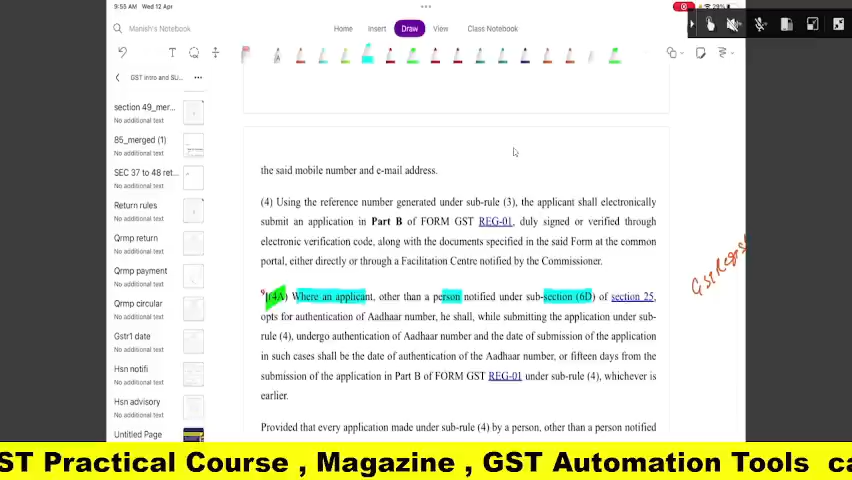 9:55 AM Wed 12 Apr
29%
Manish's Notebook
Home Insert Draw View Class Notebook
GST Intro and SU...
section 49_mer...
No additional text
85_merged (1)
No additional text
SEC 37 to 48 ret...
No additional text
Return rules
No additional text
Qrmp return
No additional text
Qrmp payment
No additional text
Qrmp circular
No additional text
Gstr1 date
No additional text
Hsn notifi
No additional text
Hsn advisory
No additional text
Untitled Page
the said mobile number and e-mail address.
(4) Using the reference number generated under sub-rule (3), the applicant shall electronically
submit an application in Part B of FORM GST REG-01, duly signed or verified through
electronic verification code, along with the documents specified in the said Form at the common
portal, either directly or through a Facilitation Centre notified by the Commissioner.
9[(4A) Where an applicant, other than a person notified under sub-section (6D) of section 25,
opts for authentication of Aadhaar number, he shall, while submitting the application under sub-
rule (4), undergo authentication of Aadhaar number and the date of submission of the application
in such cases shall be the date of authentication of the Aadhaar number, or fifteen days from the
submission of the application in Part B of FORM GST REG-01 under sub-rule (4), whichever is
earlier.
Provided that every application made under sub-rule (4) by a person, other than a person notified
ST Practical Course , Magazine , GST Automation Tools ca